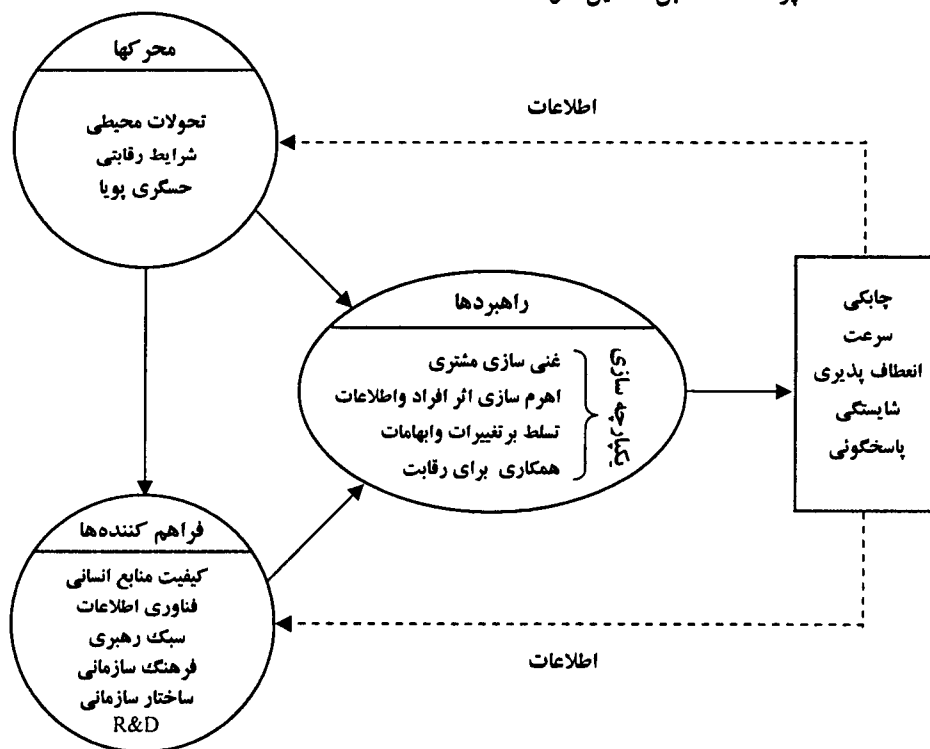 محرکها
تحولات محیطی
شرایط رقابتی
حسگری پویا
اطلاعات
راهبردها
غنی سازی مشتری
اهرم سازی اثر افراد واطلاعات
تسلط برتغییرات وابهامات
همکاری برای رقابت
یکپارچه سازی
چابکی
سرعت
انعطاف پذیری
شایستگی
پاسخگوئی
فراهم کننده‌ها
کیفیت منابع انسانی
فناوری اطلاعات
سبک رهبری
فرهنگ سازمانی
ساختار سازمانی
R&D
اطلاعات